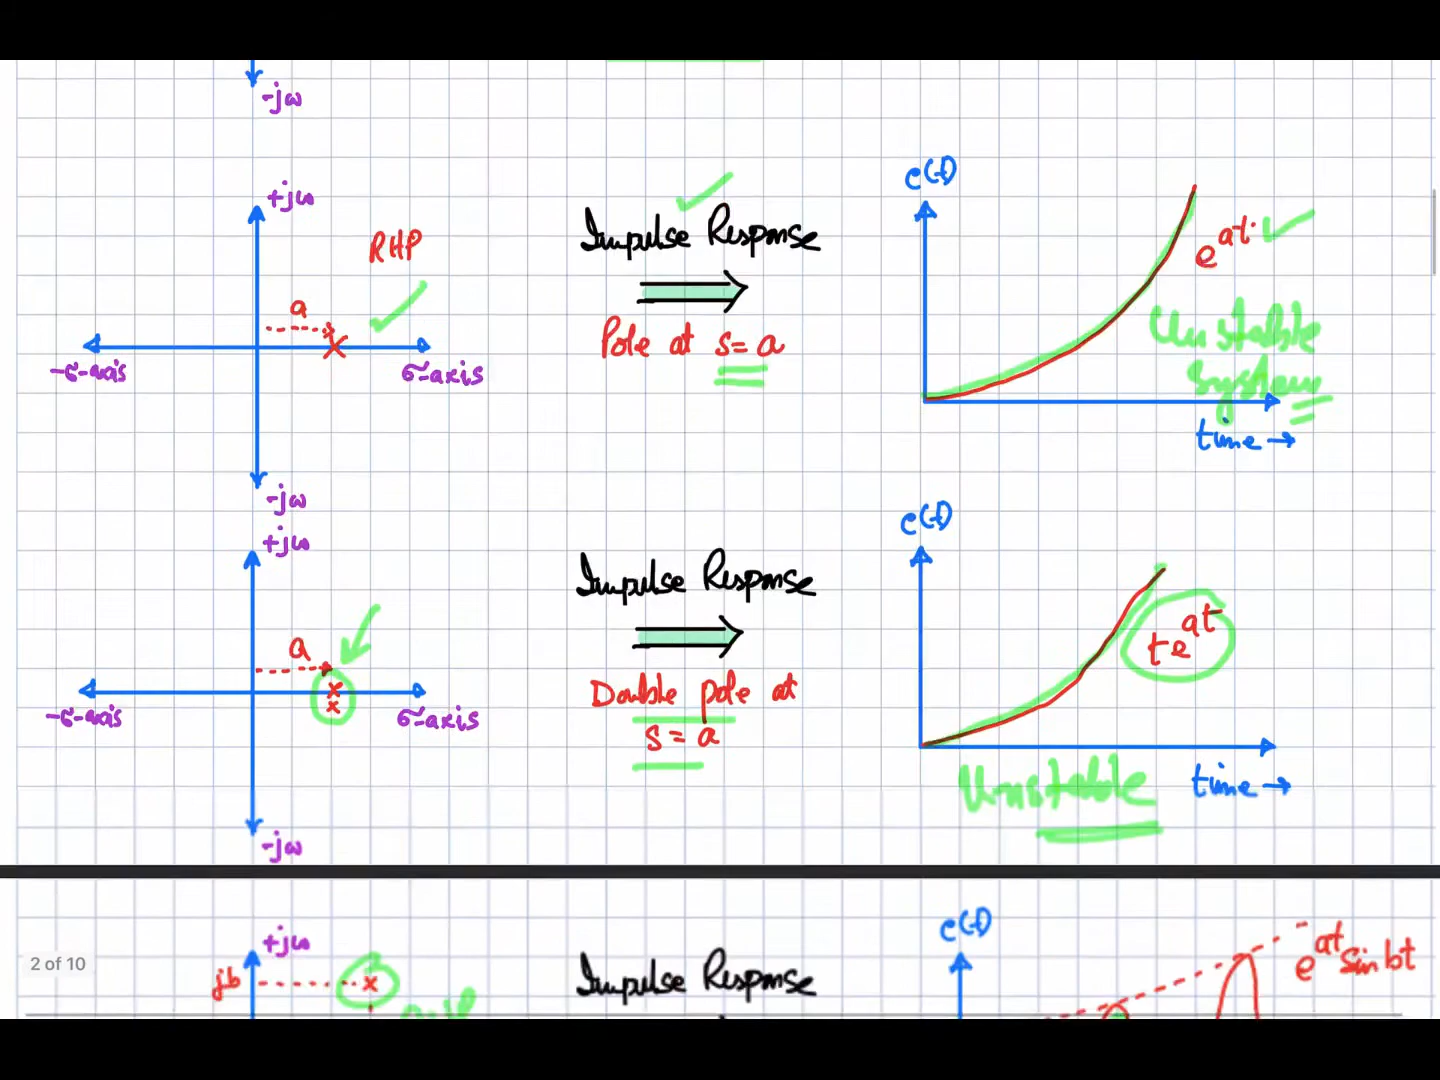 -jω
+jω
RHP
a
-σ-axis
σ-axis
-jω
Impulse Response
Pole at s=a
c(t)
e^at
Unstable
system
time →
+jω
a
-σ-axis
σ-axis
-jω
Impulse Response
Double pole at
s = a
c(t)
te^at
Unstable
time →
2 of 10
+jω
jb
Impulse Response
c(t)
e^at sin bt